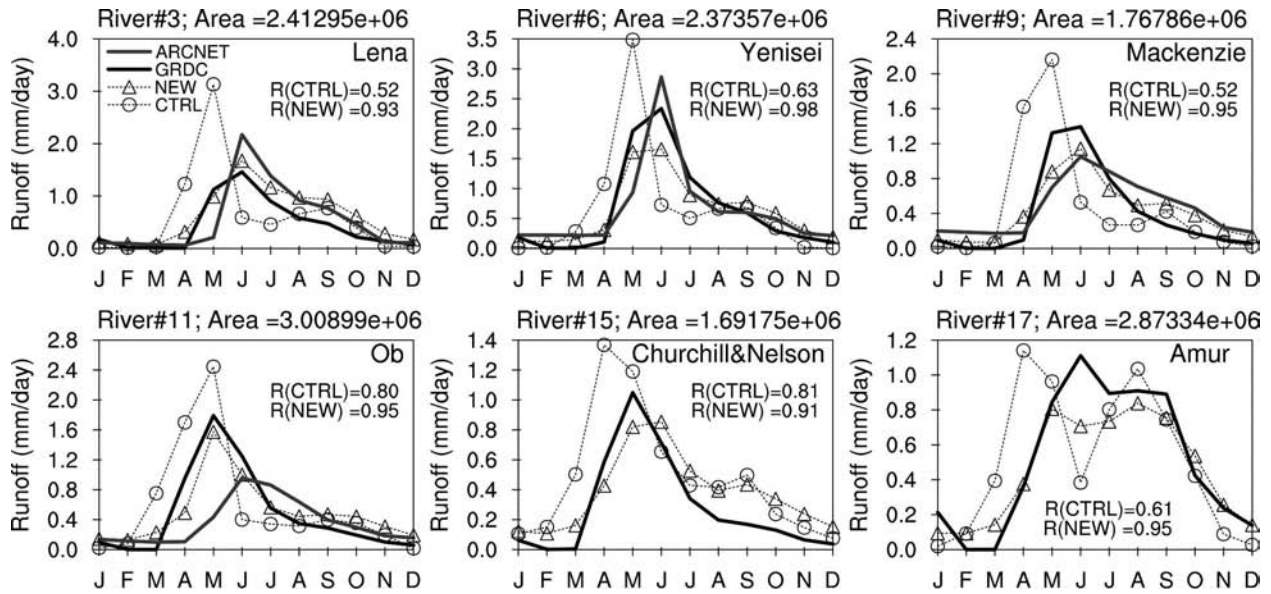 River#3; Area =2.41295e+06
4.0
3.0
2.0
1.0
0.0
Runoff (mm/day)
Lena
ARCNET
GRDC
NEW
CTRL
R(CTRL)=0.52
R(NEW) =0.93
J F M A M J J A S O N D
River#6; Area =2.37357e+06
3.5
3.0
2.5
2.0
1.5
1.0
0.5
0.0
Runoff (mm/day)
Yenisei
R(CTRL)=0.63
R(NEW) =0.98
J F M A M J J A S O N D
River#9; Area =1.76786e+06
2.4
2.0
1.6
1.2
0.8
0.4
0.0
Runoff (mm/day)
Mackenzie
R(CTRL)=0.52
R(NEW) =0.95
J F M A M J J A S O N D
River#11; Area =3.00899e+06
2.8
2.4
2.0
1.6
1.2
0.8
0.4
0.0
Runoff (mm/day)
Ob
R(CTRL)=0.80
R(NEW) =0.95
J F M A M J J A S O N D
River#15; Area =1.69175e+06
1.4
1.2
1.0
0.8
0.6
0.4
0.2
0.0
Runoff (mm/day)
Churchill&Nelson
R(CTRL)=0.81
R(NEW) =0.91
J F M A M J J A S O N D
River#17; Area =2.87334e+06
1.2
1.0
0.8
0.6
0.4
0.2
0.0
Runoff (mm/day)
Amur
R(CTRL)=0.61
R(NEW) =0.95
J F M A M J J A S O N D